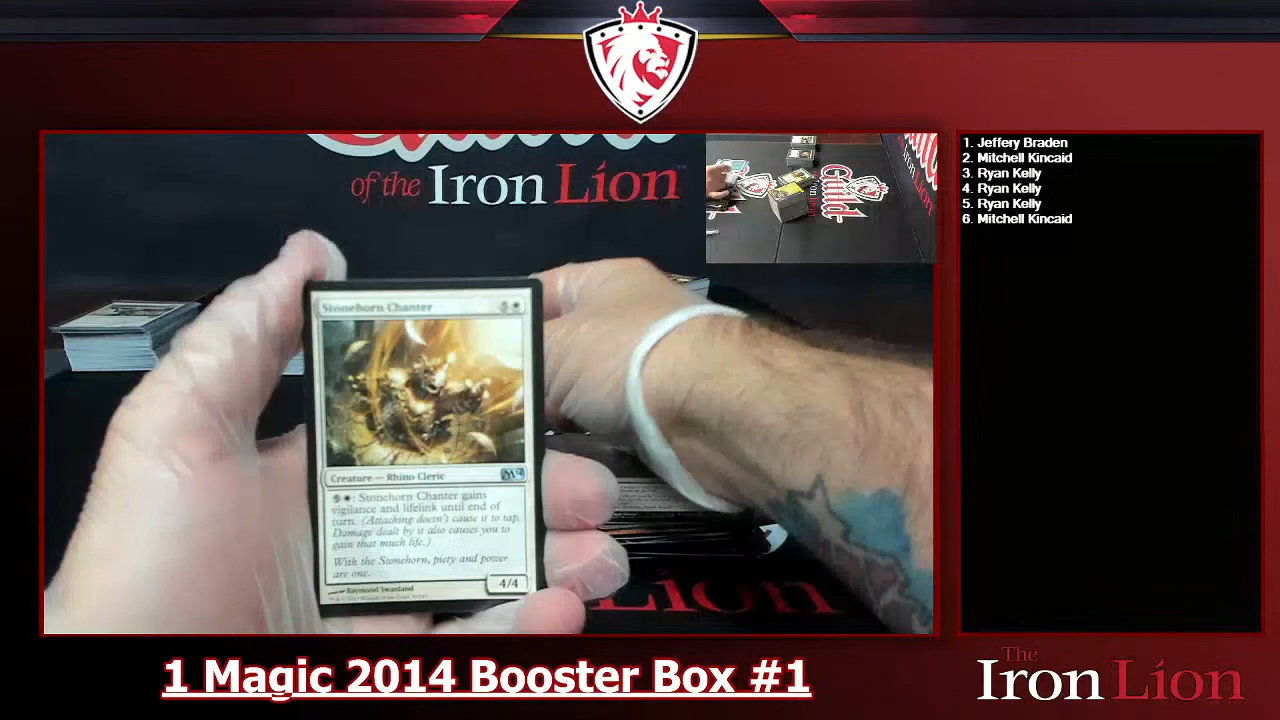 of the Iron Lion
Guild
1. Jeffery Braden
2. Mitchell Kincaid
3. Ryan Kelly
4. Ryan Kelly
5. Ryan Kelly
6. Mitchell Kincaid
Stonehorn Chanter
Creature — Rhino Cleric
M14
5: Stonehorn Chanter gains
vigilance and lifelink until end of
turn. (Attacking doesn't cause it to tap.
Damage dealt by it also causes you to
gain that much life.)
With the Stonehorn, piety and power
are one.
4/4
Raymond Swanland
Lion
1 Magic 2014 Booster Box #1
The
Iron Lion